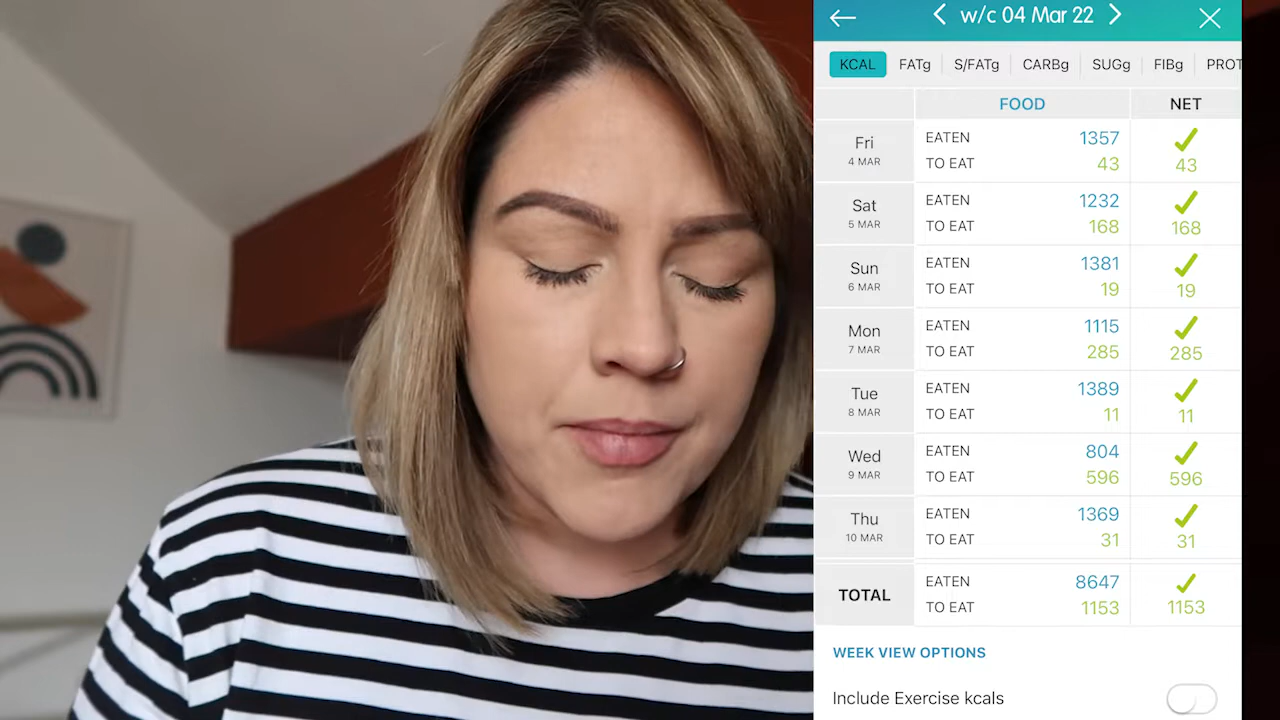 w/c 04 Mar 22
KCAL FATg S/FATg CARBg SUGg FIBg PROT
FOOD NET
Fri
4 MAR
EATEN 1357
TO EAT 43
43
Sat
5 MAR
EATEN 1232
TO EAT 168
168
Sun
6 MAR
EATEN 1381
TO EAT 19
19
Mon
7 MAR
EATEN 1115
TO EAT 285
285
Tue
8 MAR
EATEN 1389
TO EAT 11
11
Wed
9 MAR
EATEN 804
TO EAT 596
596
Thu
10 MAR
EATEN 1369
TO EAT 31
31
TOTAL
EATEN 8647
TO EAT 1153
1153
WEEK VIEW OPTIONS
Include Exercise kcals